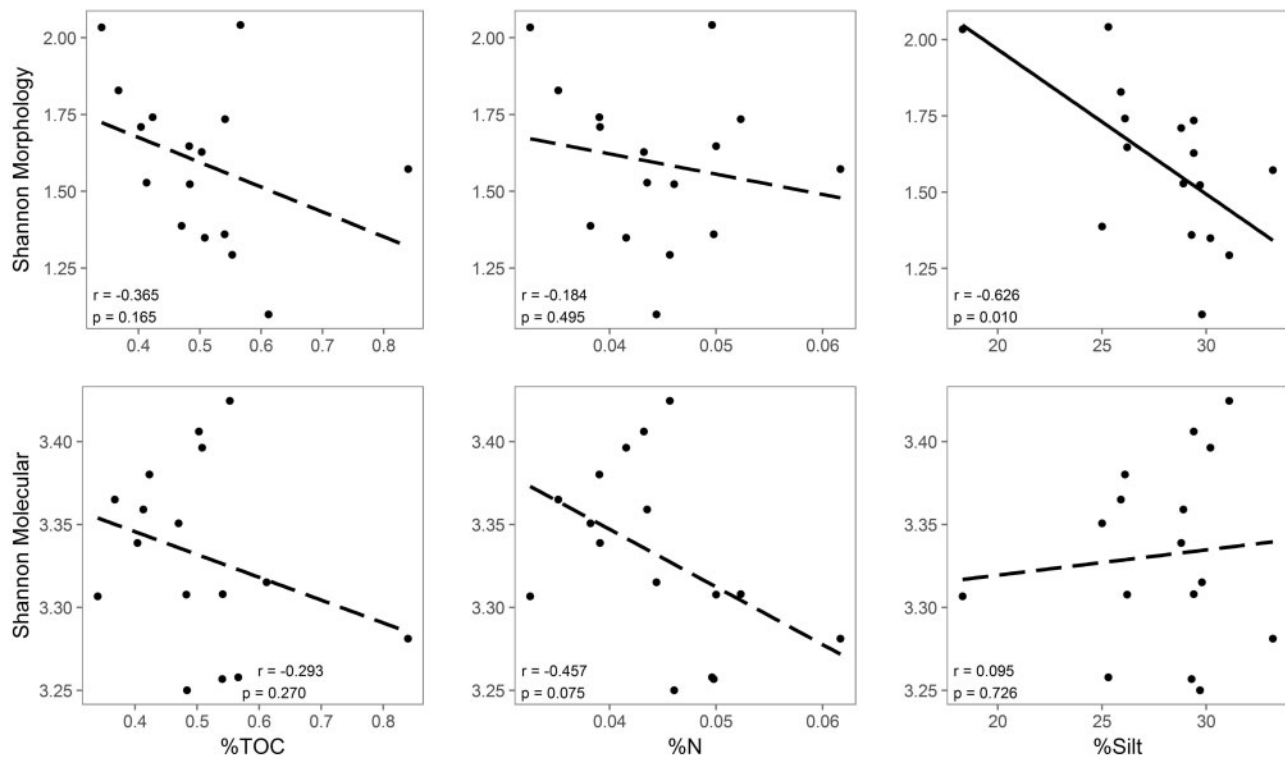 Shannon Morphology
2.00
1.75
1.50
1.25
r = -0.365
p = 0.165
0.4 0.5 0.6 0.7 0.8
2.00
1.75
1.50
1.25
r = -0.184
p = 0.495
0.04 0.05 0.06
2.00
1.75
1.50
1.25
r = -0.626
p = 0.010
20 25 30
Shannon Molecular
3.40
3.35
3.30
3.25
r = -0.293
p = 0.270
0.4 0.5 0.6 0.7 0.8
%TOC
3.40
3.35
3.30
3.25
r = -0.457
p = 0.075
0.04 0.05 0.06
%N
3.40
3.35
3.30
3.25
r = 0.095
p = 0.726
20 25 30
%Silt